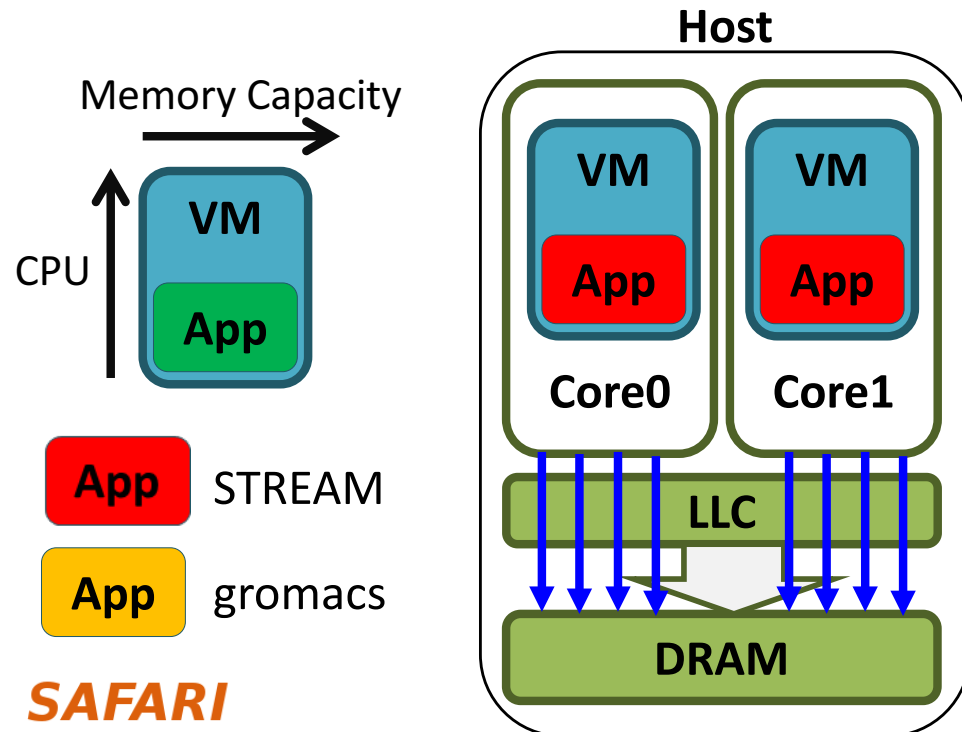 Host
Memory Capacity
CPU
VM
App
VM
App
Core0
VM
App
Core1
App STREAM
App gromacs
LLC
DRAM
SAFARI